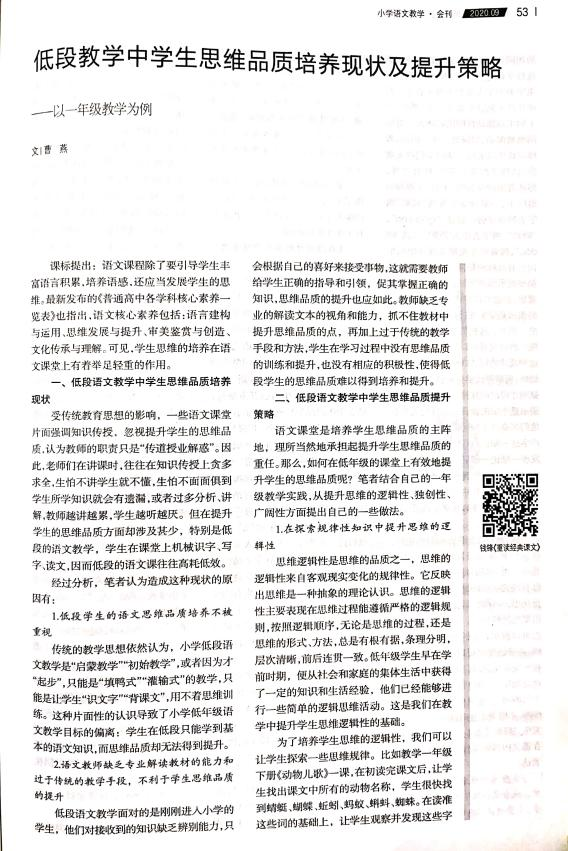 小学语文教学·会刊 2020.09 53
低段教学中学生思维品质培养现状及提升策略
——以一年级教学为例
文|曹 燕
课标提出：语文课程除了要引导学生丰
富语言积累,培养语感,还应当发展学生的思
维。最新发布的《普通高中各学科核心素养一
览表》也指出,语文核心素养包括:语言建构
与运用、思维发展与提升、审美鉴赏与创造、
文化传承与理解。可见,学生思维的培养在语
文课堂上有着举足轻重的作用。
一、低段语文教学中学生思维品质培养
现状
受传统教育思想的影响，一些语文课堂
片面强调知识传授，忽视提升学生的思维品
质,认为教师的职责只是“传道授业解惑”。因
此,老师们在讲课时,往往在知识传授上贪多
求全,生怕不讲学生就不懂,生怕不面面俱到
学生所学知识就会有遗漏,或者过多分析、讲
解,教师越讲越累,学生越听越厌。但在提升
学生的思维品质方面却涉及甚少，特别是低
段的语文教学，学生在课堂上机械识字、写
字、读文,因而低段的语文课往往高耗低效。
经过分析，笔者认为造成这种现状的原
因有:
1.低段学生的语文思维品质培养不被
重视
传统的教学思想依然认为，小学低段语
文教学是“启蒙教学”“初始教学”,或者因为才
“起步”,只能是“填鸭式”“灌输式”的教学,只
能是让学生“识文字”“背课文”,用不着思维训
练。这种片面性的认识导致了小学低年级语
文教学目标的偏离：学生在低段只能学到基
本的语文知识,而思维品质却无法得到提升。
2.语文教师缺乏专业解读教材的能力和
过于传统的教学手段，不利于学生思维品质
的提升
低段语文教学面对的是刚刚进入小学的
学生，他们对接收到的知识缺乏辨别能力,只
会根据自己的喜好来接受事物,这就需要教师
给学生正确的指导和引领，促其掌握正确的
知识,思维品质的提升也应如此。教师缺乏专
业的解读文本的视角和能力，抓不住教材中
提升思维品质的点，再加上过于传统的教学
手段和方法,学生在学习过程中没有思维品质
的训练和提升,也没有相应的积极性,使得低
段学生的思维品质难以得到培养和提升。
二、低段语文教学中学生思维品质提升
策略
语文课堂是培养学生思维品质的主阵
地，理所当然地承担起提升学生思维品质的
重任。那么,如何在低年级的课堂上有效地提
升学生的思维品质呢？笔者结合自己的一年
级教学实践,从提升思维的逻辑性、独创性、
广阔性方面提出自己的一些做法。
1.在探索规律性知识中提升思维的逻
辑性
思维逻辑性是思维的品质之一，思维的
逻辑性来自客观现实变化的规律性。它反映
出思维是一种抽象的理论认识。思维的逻辑
性主要表现在思维过程能遵循严格的逻辑规
则,按照逻辑顺序,无论是思维的过程,还是
思维的形式、方法,总是有根有据,条理分明,
层次清晰,前后连贯一致。低年级学生早在学
前时期，便从社会和家庭的集体生活中获得
了一定的知识和生活经验，他们已经能够进
行一些简单的逻辑思维活动。这是我们在教
学中提升学生思维逻辑性的基础。
为了培养学生思维的逻辑性，我们可以
让学生探索一些思维规律。比如教学一年级
下册《动物儿歌》一课,在初读完课文后,让学
生找出课文中所有的动物名称，学生很快找
到蜻蜓、蝴蝶、蚯蚓、蚂蚁、蝌蚪、蜘蛛。在读准
这些词的基础上，让学生观察并发现这些字
钱锋《重读经典课文》